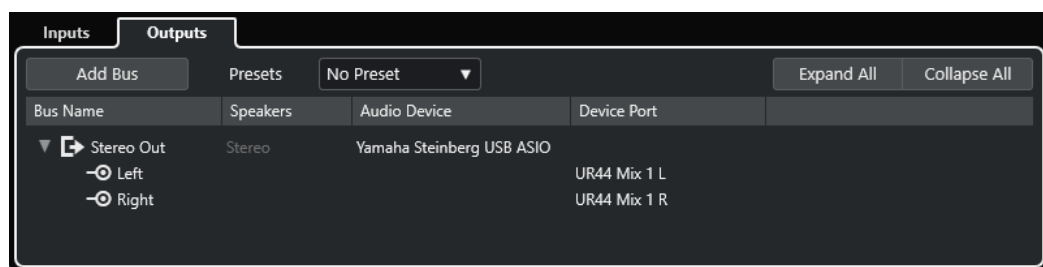 Inputs Outputs
Add Bus Presets No Preset Expand All Collapse All
Bus Name Speakers Audio Device Device Port
Stereo Out Stereo Yamaha Steinberg USB ASIO
Left UR44 Mix 1 L
Right UR44 Mix 1 R